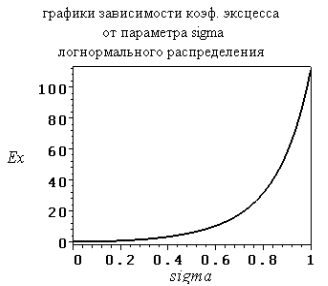 графики зависимости коэф. эксцесса
от параметра sigma
логнормального распределения
100
80
Ex 60
40
20
0
0 0.2 0.4 0.6 0.8 1
sigma